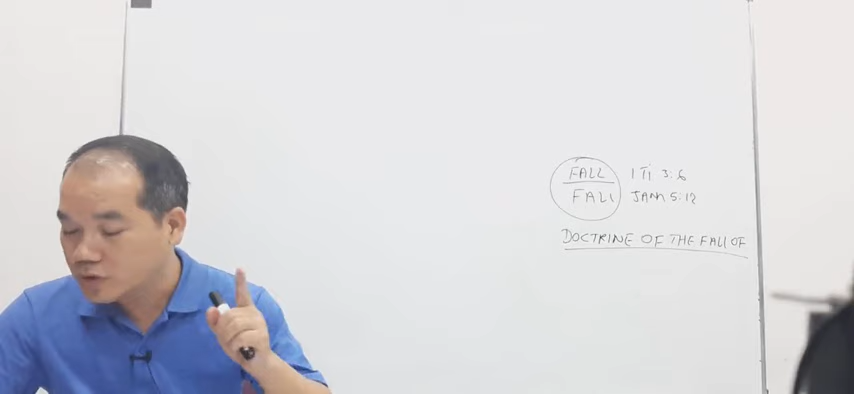 FALL 1 Ti 3:6
FALL JAM 5:12
DOCTRINE OF THE FALL OF